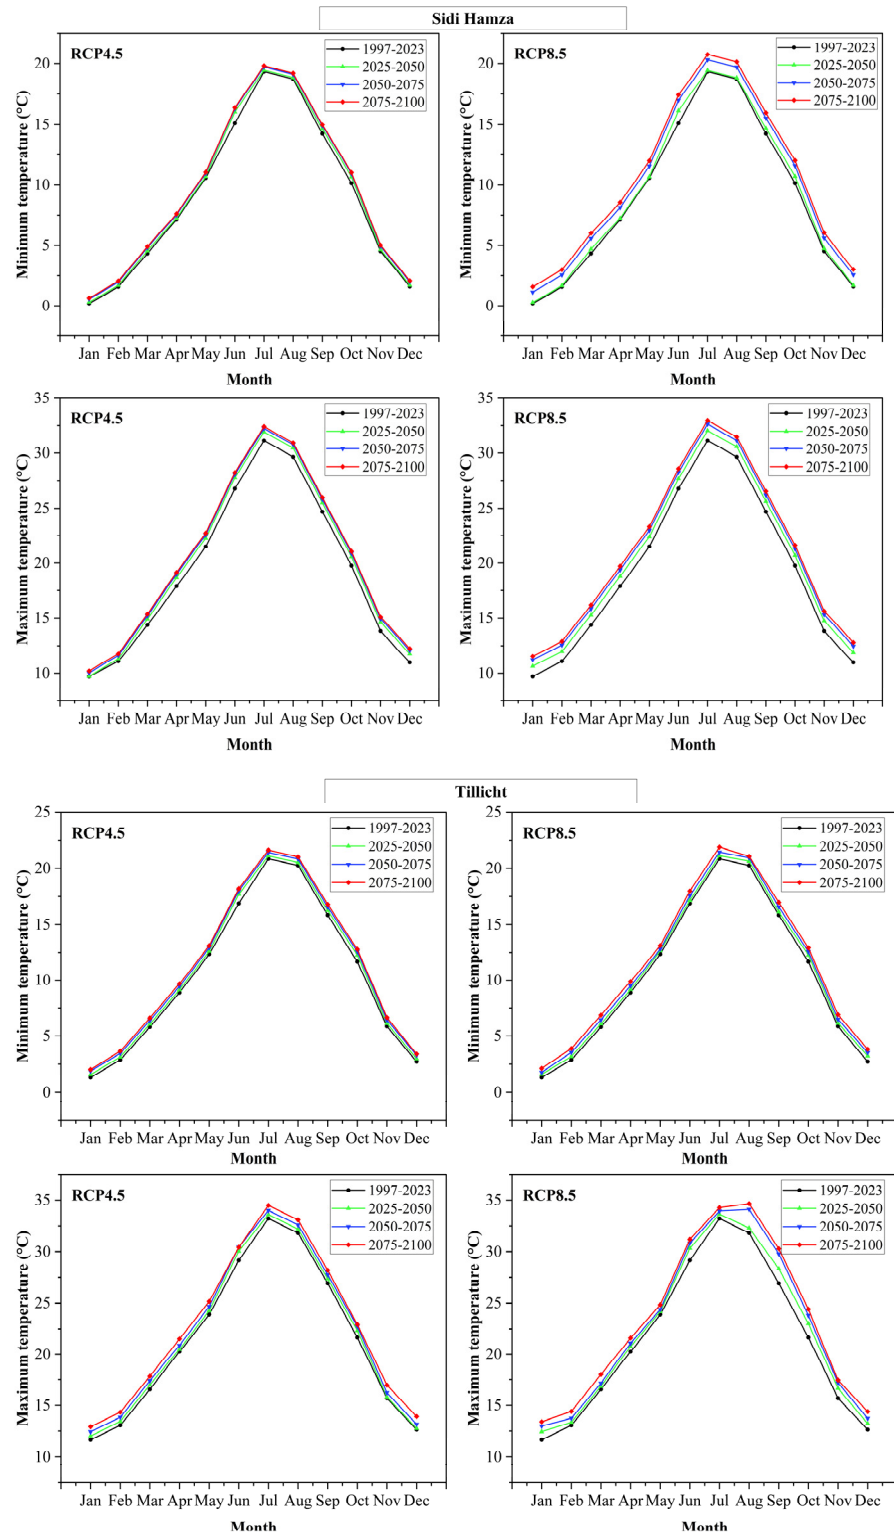 Sidi Hamza
RCP4.5
1997-2023
2025-2050
2050-2075
2075-2100
Minimum temperature (°C)
20
15
10
5
0
Jan Feb Mar Apr May Jun Jul Aug Sep Oct Nov Dec
Month
RCP8.5
1997-2023
2025-2050
2050-2075
2075-2100
Minimum temperature (°C)
20
15
10
5
0
Jan Feb Mar Apr May Jun Jul Aug Sep Oct Nov Dec
Month
RCP4.5
1997-2023
2025-2050
2050-2075
2075-2100
Maximum temperature (°C)
35
30
25
20
15
10
Jan Feb Mar Apr May Jun Jul Aug Sep Oct Nov Dec
Month
RCP8.5
1997-2023
2025-2050
2050-2075
2075-2100
Maximum temperature (°C)
35
30
25
20
15
10
Jan Feb Mar Apr May Jun Jul Aug Sep Oct Nov Dec
Month
Tillicht
RCP4.5
1997-2023
2025-2050
2050-2075
2075-2100
Minimum temperature (°C)
25
20
15
10
5
0
Jan Feb Mar Apr May Jun Jul Aug Sep Oct Nov Dec
Month
RCP8.5
1997-2023
2025-2050
2050-2075
2075-2100
Minimum temperature (°C)
25
20
15
10
5
0
Jan Feb Mar Apr May Jun Jul Aug Sep Oct Nov Dec
Month
RCP4.5
1997-2023
2025-2050
2050-2075
2075-2100
Maximum temperature (°C)
35
30
25
20
15
10
Jan Feb Mar Apr May Jun Jul Aug Sep Oct Nov Dec
Month
RCP8.5
1997-2023
2025-2050
2050-2075
2075-2100
Maximum temperature (°C)
35
30
25
20
15
10
Jan Feb Mar Apr May Jun Jul Aug Sep Oct Nov Dec
Month